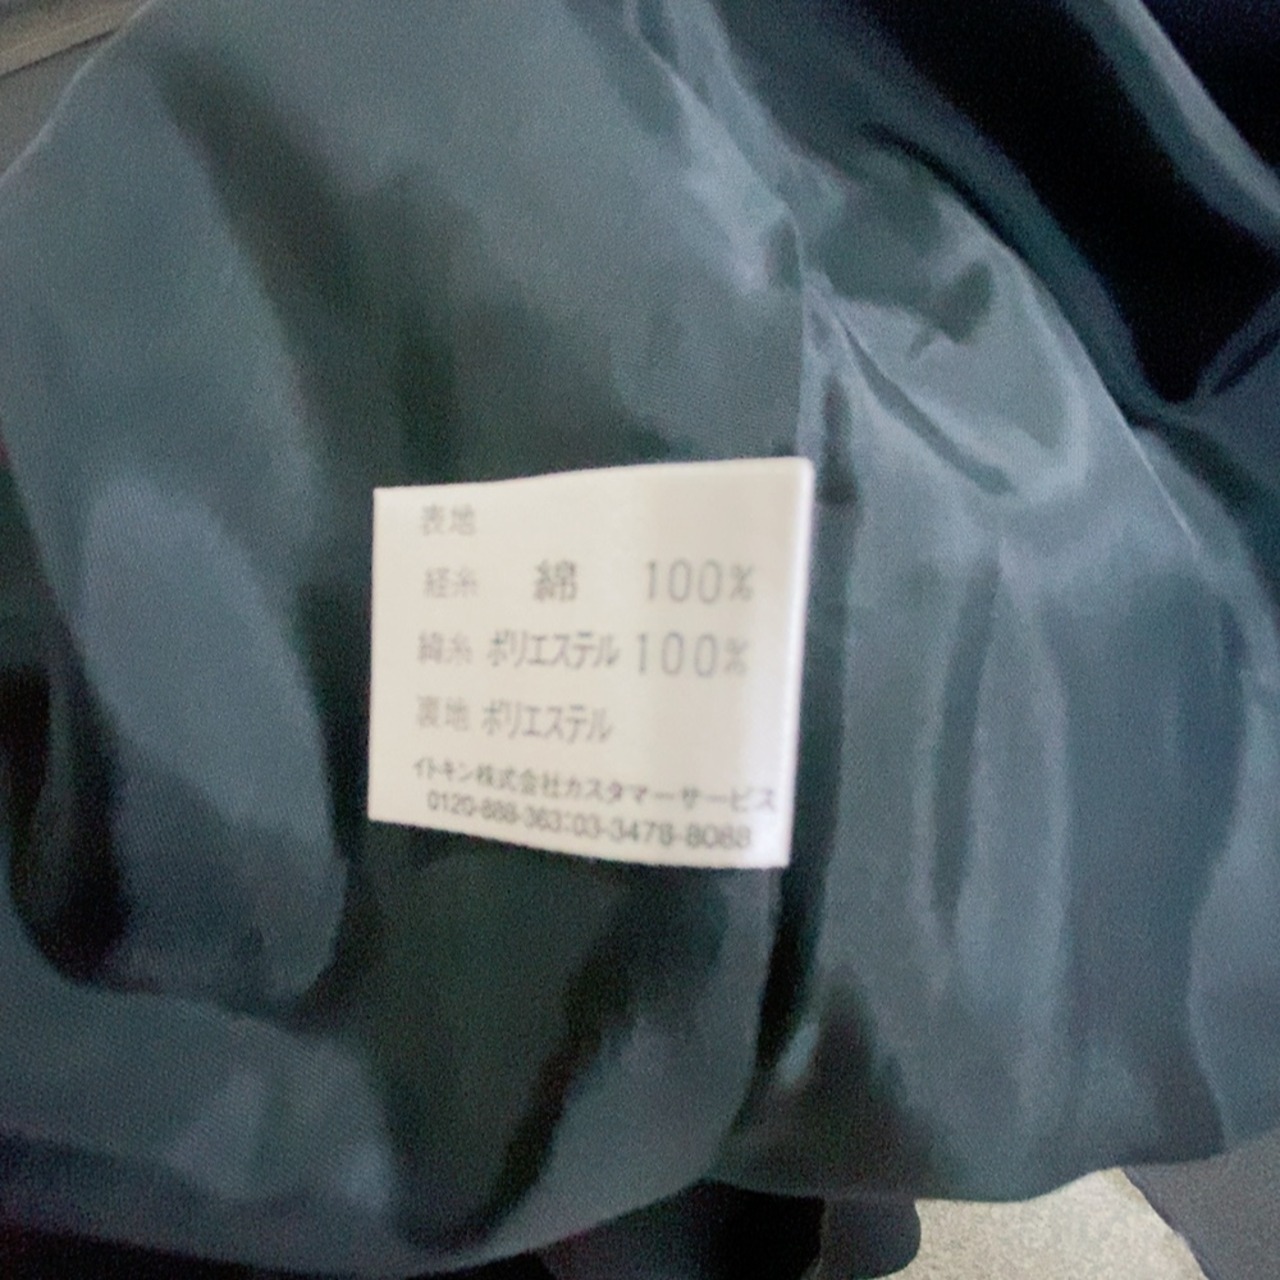 表地
経糸 綿 100%
緯糸 ポリエステル 100%
裏地 ポリエステル
イトキン株式会社カスタマーサービス
0120-888-363:03-3478-8088